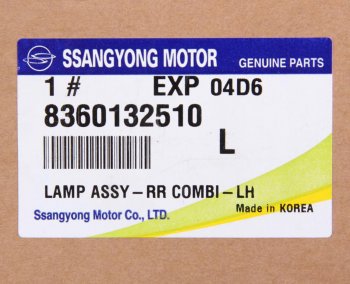 SSANGYONG MOTOR GENUINE PARTS
1 # EXP 04D6
8360132510
L
LAMP ASSY-RR COMBI-LH
Ssangyong Motor Co., LTD. Made in KOREA